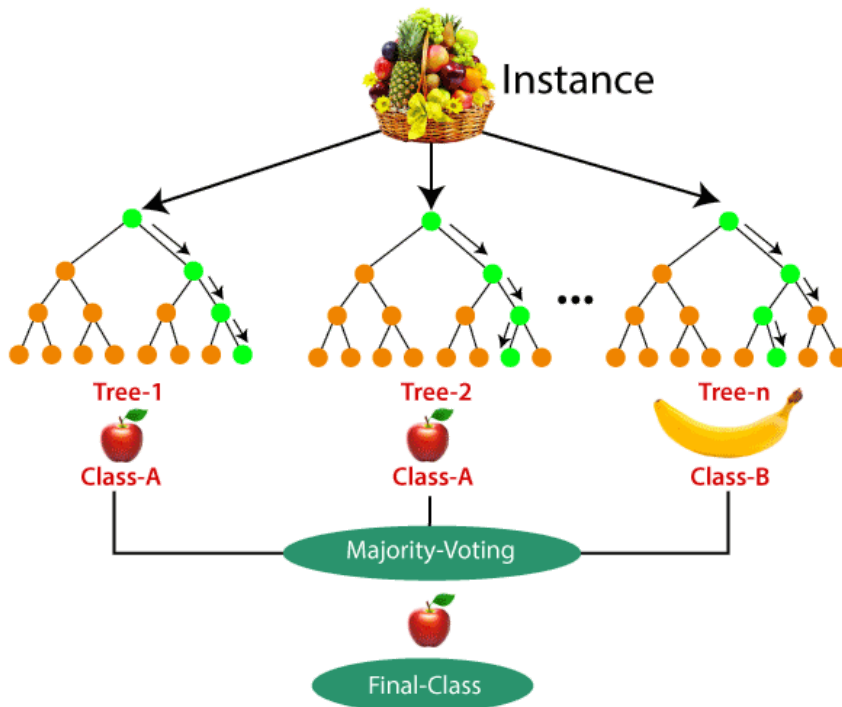 Instance
...
Tree-1
Tree-2
Tree-n
Class-A
Class-A
Class-B
Majority-Voting
Final-Class